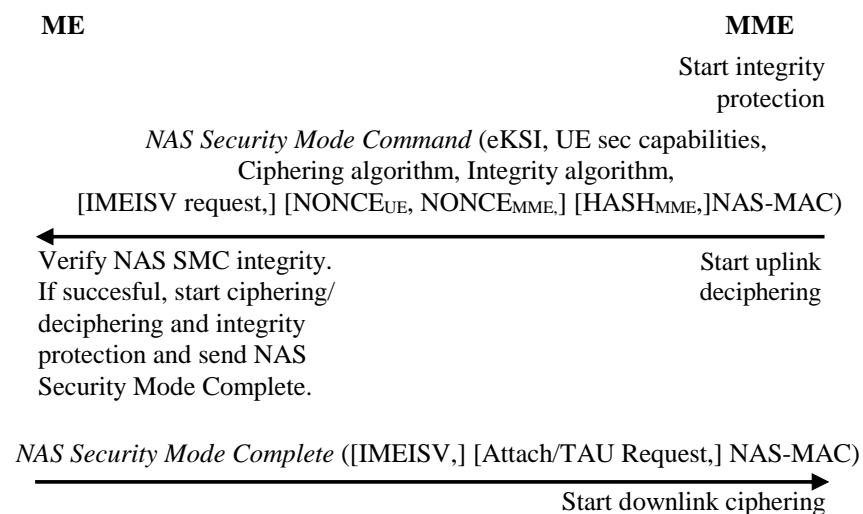 ME
MME
Start integrity
protection
NAS Security Mode Command (eKSI, UE sec capabilities,
Ciphering algorithm, Integrity algorithm,
[IMEISV request,] [NONCEUE, NONCEMME,] [HASHMME,]NAS-MAC)
Verify NAS SMC integrity.
If succesful, start ciphering/
deciphering and integrity
protection and send NAS
Security Mode Complete.
Start uplink
deciphering
NAS Security Mode Complete ([IMEISV,] [Attach/TAU Request,] NAS-MAC)
Start downlink ciphering